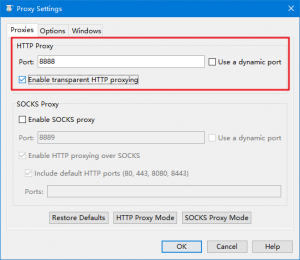 Proxy Settings
Proxies Options Windows
HTTP Proxy
Port: 8888 Use a dynamic port
Enable transparent HTTP proxying
SOCKS Proxy
Enable SOCKS proxy
Port: 8889 Use a dynamic port
Enable HTTP proxying over SOCKS
Include default HTTP ports (80, 443, 8080, 8443)
Ports:
Restore Defaults HTTP Proxy Mode SOCKS Proxy Mode
OK Cancel Help